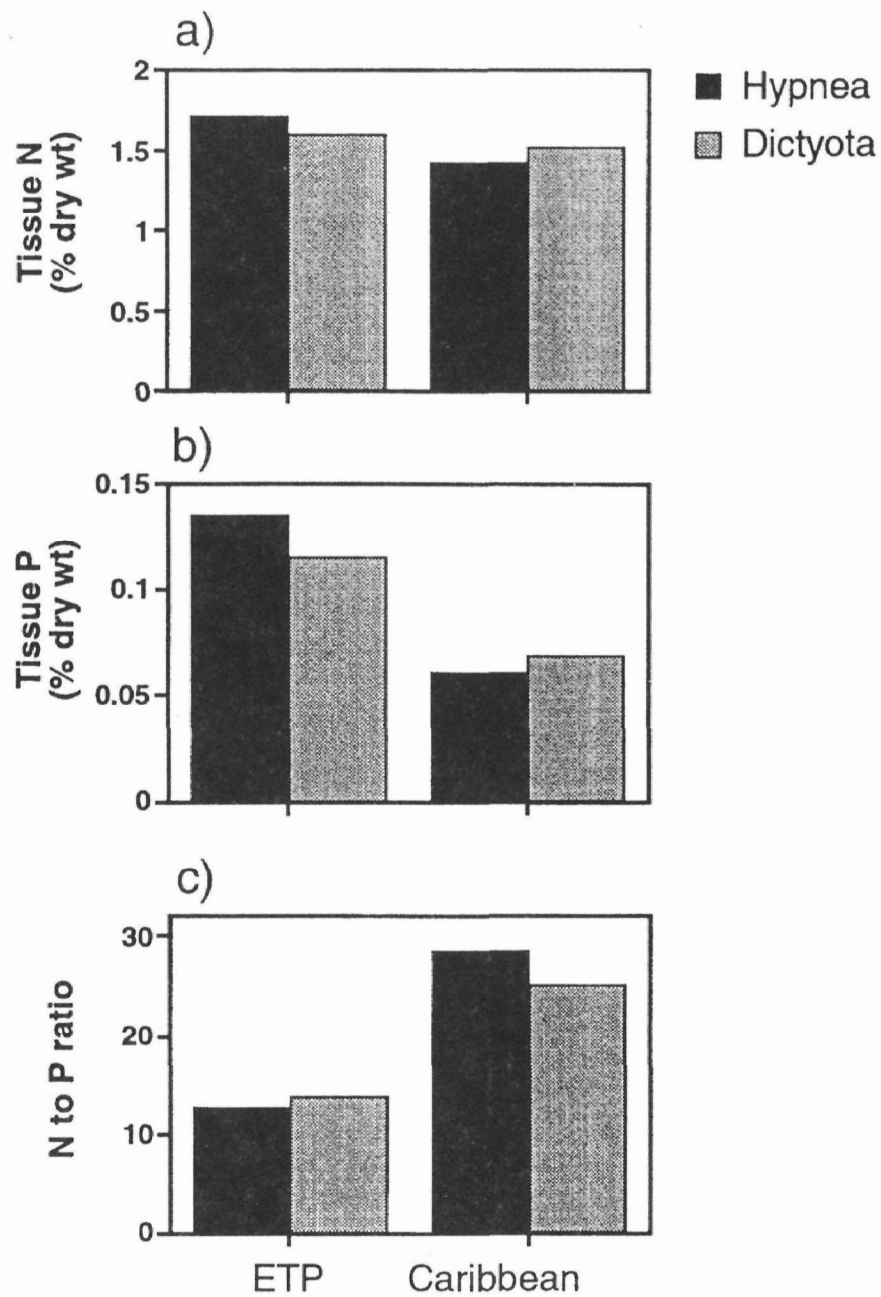 a)
2
1.5
1
0.5
0
Tissue N
(% dry wt)
Hypnea
Dictyota
b)
0.15
0.1
0.05
0
Tissue P
(% dry wt)
c)
30
20
10
0
N to P ratio
ETP Caribbean